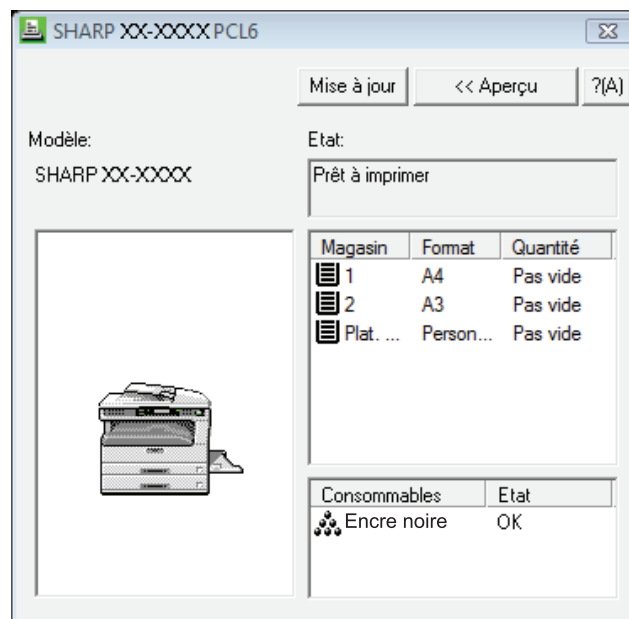 SHARP XX-XXXX PCL6
Mise à jour << Aperçu ?(A)
Modèle:
SHARP XX-XXXX
Etat:
Prêt à imprimer
Magasin Format Quantité
1 A4 Pas vide
2 A3 Pas vide
Plat. ... Person... Pas vide
Consommables Etat
Encre noire OK